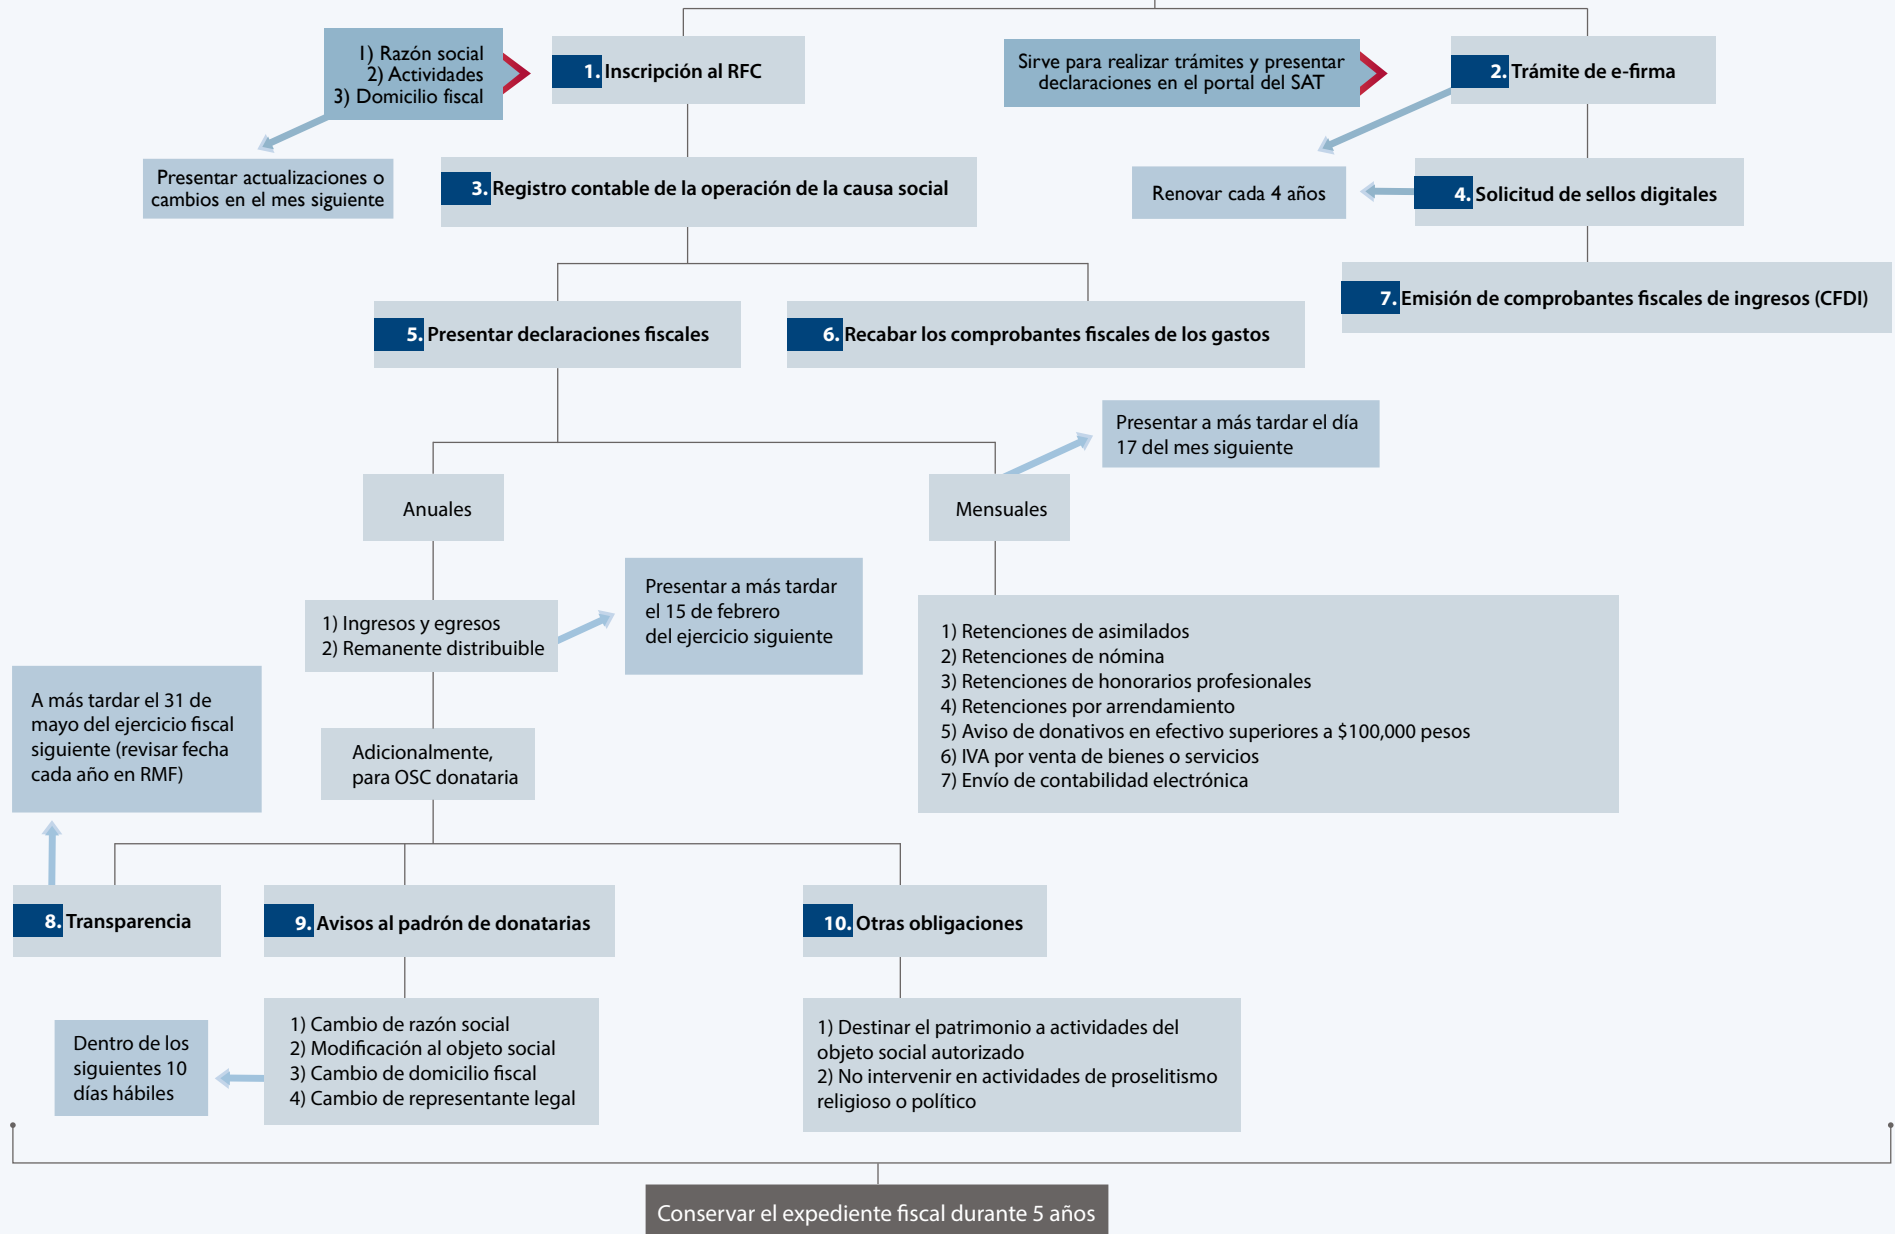 1) Razón social
2) Actividades
3) Domicilio fiscal
1. Inscripción al RFC
Sirve para realizar trámites y presentar
declaraciones en el portal del SAT
2. Trámite de e-firma
Presentar actualizaciones o
cambios en el mes siguiente
3. Registro contable de la operación de la causa social
Renovar cada 4 años
4. Solicitud de sellos digitales
7. Emisión de comprobantes fiscales de ingresos (CFDI)
5. Presentar declaraciones fiscales
6. Recabar los comprobantes fiscales de los gastos
Presentar a más tardar el día
17 del mes siguiente
Anuales
Mensuales
1) Ingresos y egresos
2) Remanente distribuible
Presentar a más tardar
el 15 de febrero
del ejercicio siguiente
1) Retenciones de asimilados
2) Retenciones de nómina
3) Retenciones de honorarios profesionales
4) Retenciones por arrendamiento
5) Aviso de donativos en efectivo superiores a $100,000 pesos
6) IVA por venta de bienes o servicios
7) Envío de contabilidad electrónica
A más tardar el 31 de
mayo del ejercicio fiscal
siguiente (revisar fecha
cada año en RMF)
Adicionalmente,
para OSC donataria
8. Transparencia
9. Avisos al padrón de donatarias
10. Otras obligaciones
Dentro de los
siguientes 10
días hábiles
1) Cambio de razón social
2) Modificación al objeto social
3) Cambio de domicilio fiscal
4) Cambio de representante legal
1) Destinar el patrimonio a actividades del
objeto social autorizado
2) No intervenir en actividades de proselitismo
religioso o político
Conservar el expediente fiscal durante 5 años